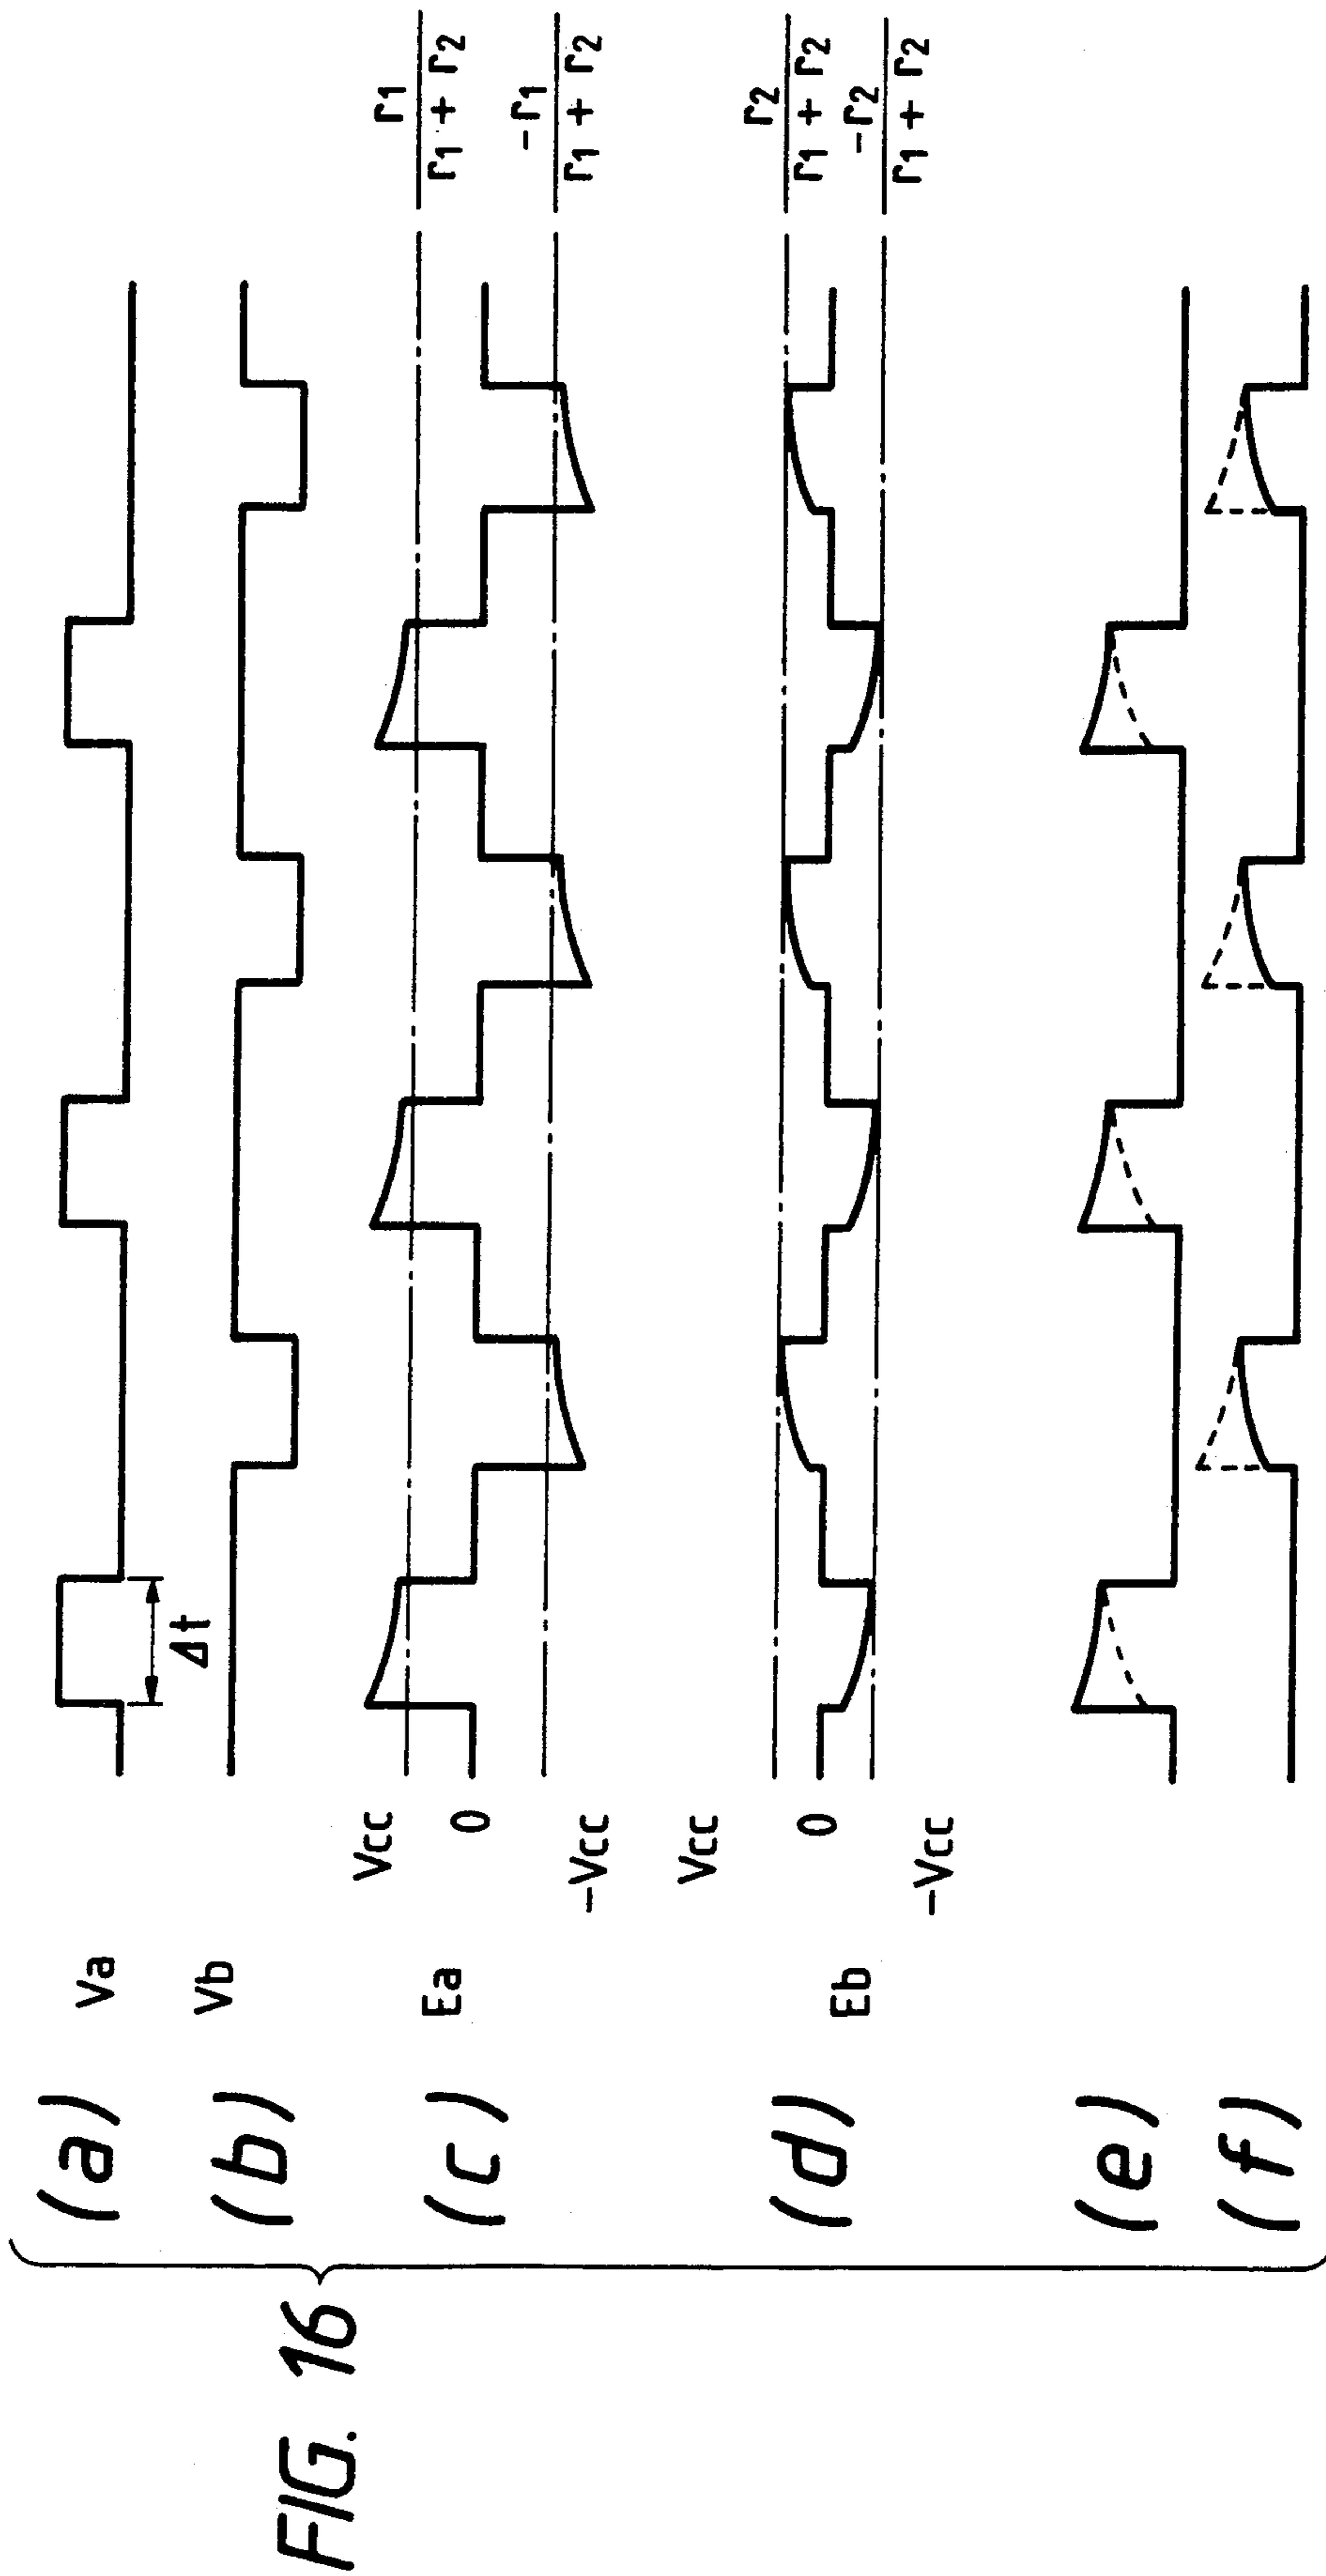 FIG. 16
(a) Va
Δt
(b) Vb
(c) Ea
Vcc
0
-Vcc
r1
r1 + r2
-r1
r1 + r2
(d) Eb
Vcc
0
-Vcc
r2
r1 + r2
-r2
r1 + r2
(e)
(f)